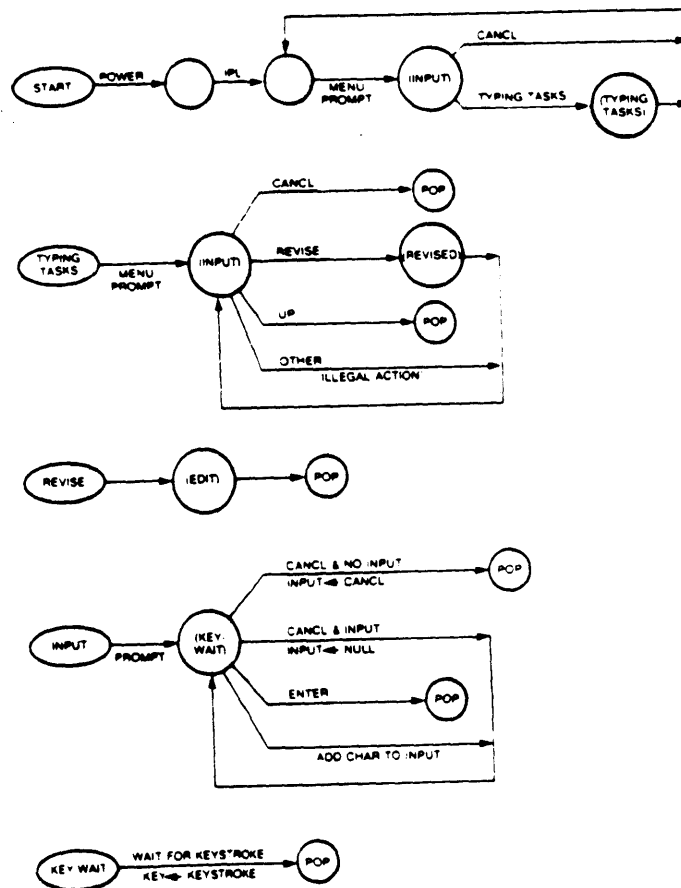 CANCL
START
POWER
IPL
MENU
PROMPT
(INPUT)
TYPING TASKS
(TYPING
TASKS)
CANCL
POP
TYPING
TASKS
MENU
PROMPT
(INPUT)
REVISE
(REVISED)
UP
POP
OTHER
ILLEGAL ACTION
REVISE
(EDIT)
POP
CANCL & NO INPUT
INPUT ← CANCL
POP
INPUT
PROMPT
(KEY-
WAIT)
CANCL & INPUT
INPUT ← NULL
ENTER
POP
ADD CHAR TO INPUT
KEY WAIT
WAIT FOR KEYSTROKE
KEY ← KEYSTROKE
POP